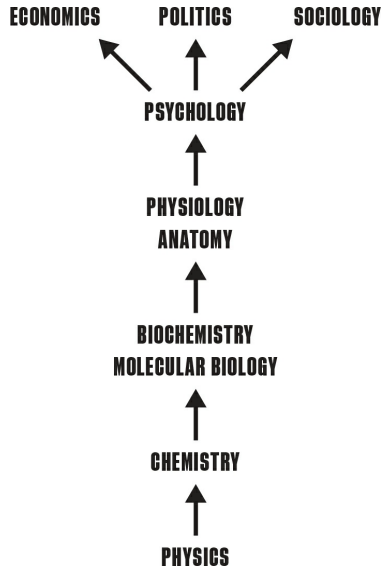 ECONOMICS POLITICS SOCIOLOGY
PSYCHOLOGY
PHYSIOLOGY
ANATOMY
BIOCHEMISTRY
MOLECULAR BIOLOGY
CHEMISTRY
PHYSICS